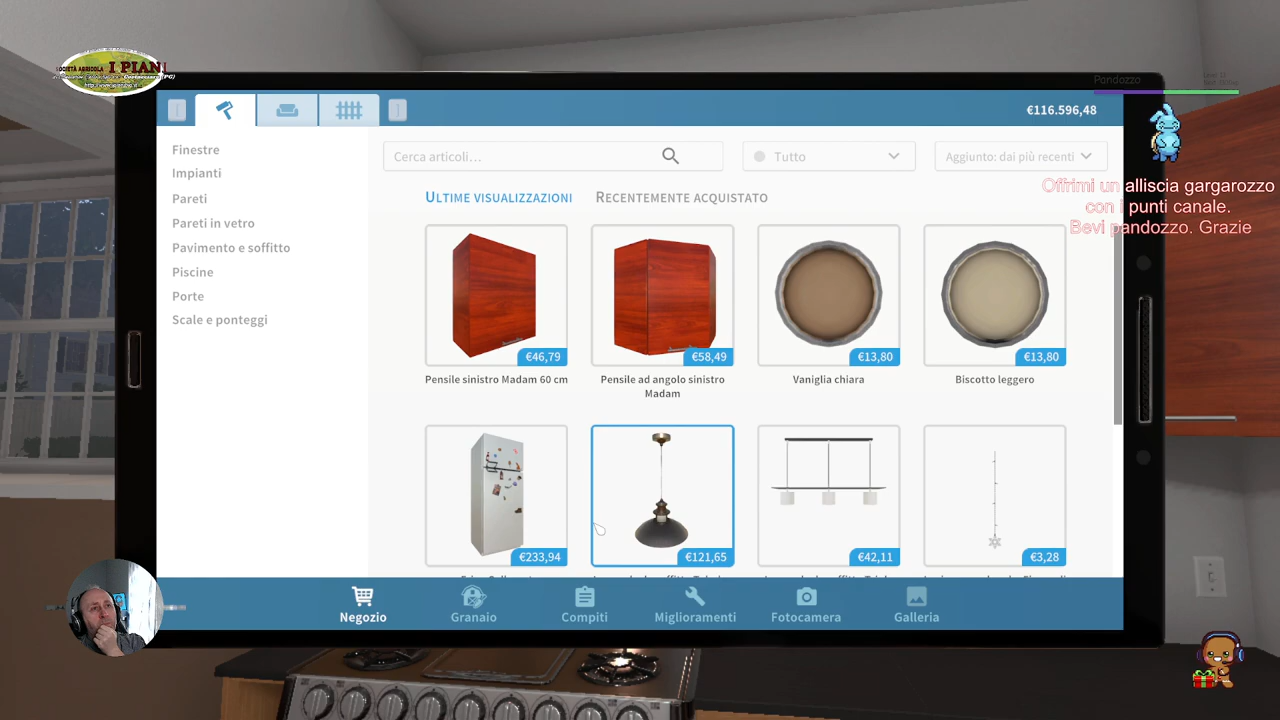 I PIANI
Pandozzo
€116.596,48
Finestre
Impianti
Pareti
Pareti in vetro
Pavimento e soffitto
Piscine
Porte
Scale e ponteggi
Cerca articoli...
Tutto
Aggiunto: dai più recenti
Offrimi un alliscia gargarozzo
con I punti canale.
Bevi pandozzo. Grazie
ULTIME VISUALIZZAZIONI
RECENTEMENTE ACQUISTATO
€46,79
€58,49
€13,80
€13,80
Pensile sinistro Madam 60 cm
Pensile ad angolo sinistro
Madam
Vaniglia chiara
Biscotto leggero
€233,94
€121,65
€42,11
€3,28
Negozio
Granaio
Compiti
Miglioramenti
Fotocamera
Galleria